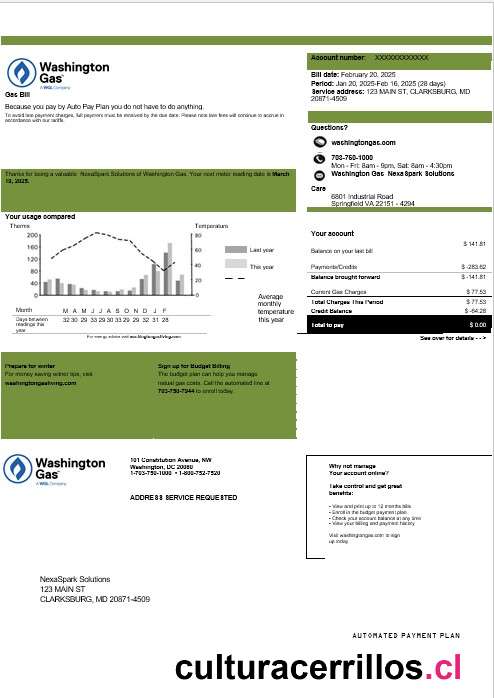 Washington
Gas
A WGL Company
Gas Bill
Because you pay by Auto Pay Plan you do not have to do anything.
To avoid late payment charges, full payment must be received by the due date. Please note late fees will continue to accrue in
accordance with our tariffs.
Account number: XXXXXXXXXXXX
Bill date: February 20, 2025
Period: Jan 20, 2025-Feb 16, 2025 (28 days)
Service address: 123 MAIN ST, CLARKSBURG, MD
20871-4509
Questions?
washingtongas.com
703-750-1000
Mon.- Fri: 8am - 9pm, Sat: 8am - 4:30pm
Washington Gas NexaSpark Solutions
Care
6801 Industrial Road
Springfield VA 22151 - 4294
Thanks for being a valuable NexaSpark Solutions of Washington Gas. Your next meter reading date is March
19, 2025.
Your usage compared
Therms
Temperature
200
160
120
80
40
0
80
60
40
20
0
Last year
This year
Average
monthly
temperature
this year
Month M A M J J A S O N D J F
Days between
readings this
year
32 30 29 33 29 30 33 29 29 32 31 28
For energy advice visit washingtongasliving.com
Your account
Balance on your last bill $ 141.81
Payments/Credits $ -283.62
Balance brought forward $ -141.81
Current Gas Charges $ 77.53
Total Charges This Period $ 77.53
Credit Balance $ -64.28
Total to pay $ 0.00
See over for details - - >
Prepare for winter
For money saving winter tips, visit
washingtongasliving.com
Sign up for Budget Billing
The budget plan can help you manage
natual gas costs. Call the automated line at
703-750-7944 to enroll today.
Washington
Gas
A WGL Company
101 Constitution Avenue, NW
Washington, DC 20080
1-703-750-1000 • 1-800-752-7520
ADDRESS SERVICE REQUESTED
Why not manage
Your account online?
Take control and get great
benefits:
• View and print up to 12 months bills
• Enroll in the budget payment plan.
• Check your account balance at any time
• View your billing and payment history
Visit washingtongas.com to sign
up today.
NexaSpark Solutions
123 MAIN ST
CLARKSBURG, MD 20871-4509
AUTOMATED PAYMENT PLAN
culturacerrillos.cl